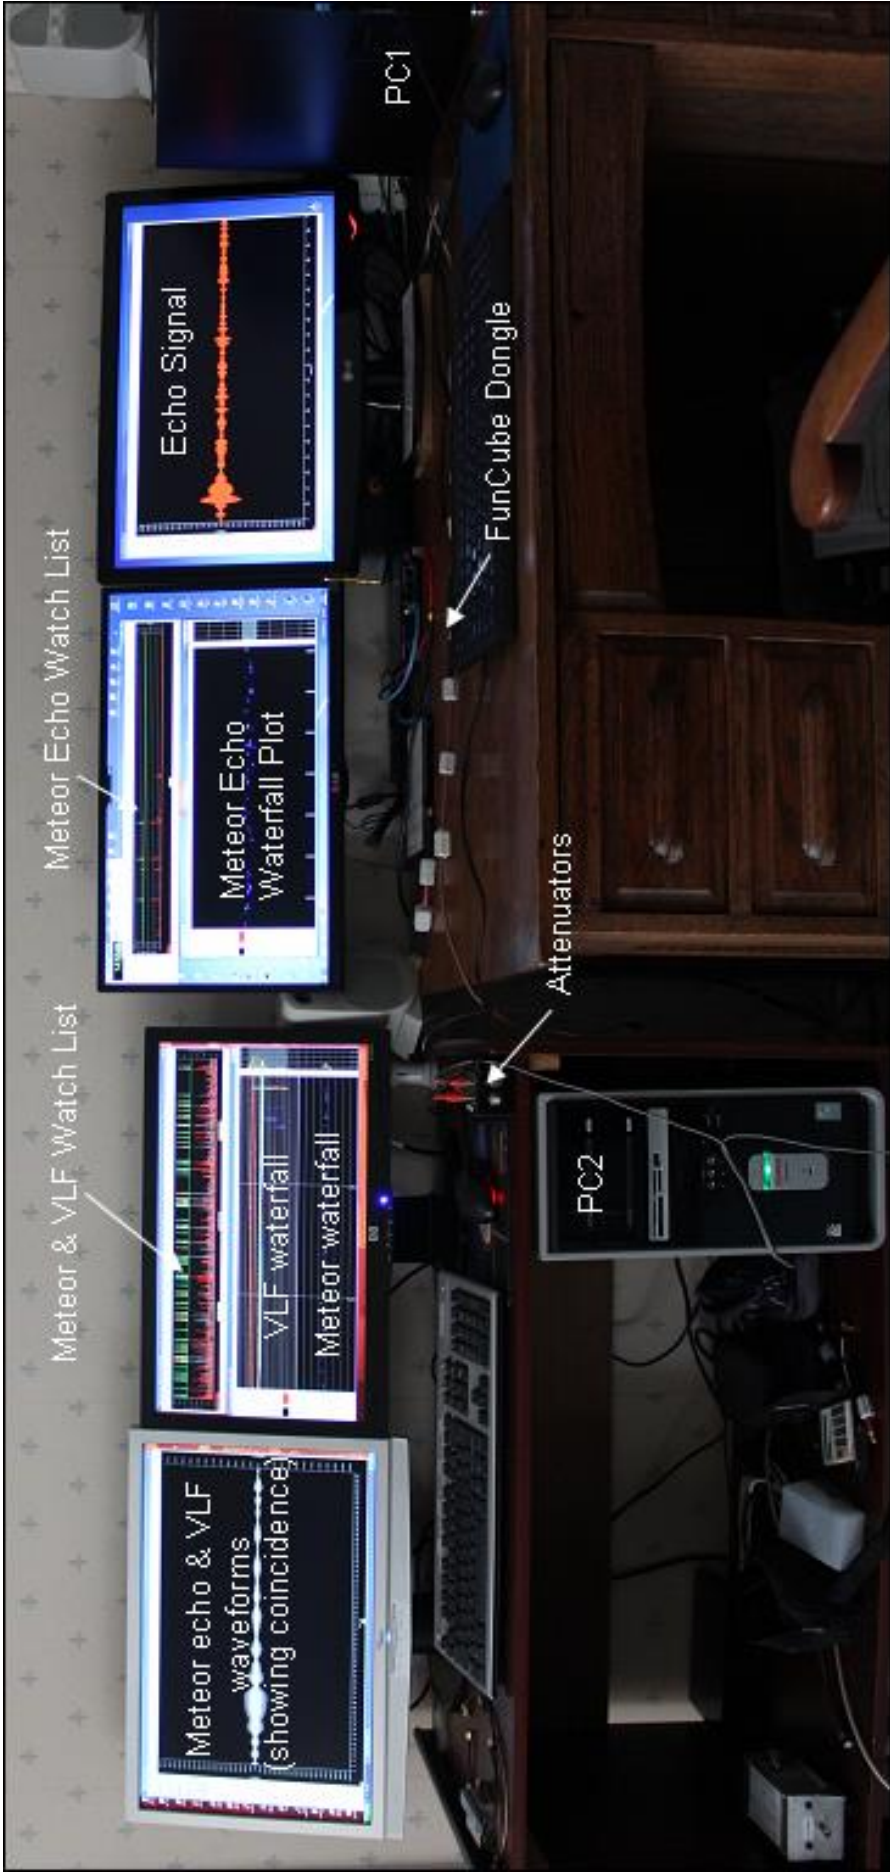 Meteor & VLF Watch List
Meteor Echo Watch List
Meteor echo & VLF
waveforms
(showing coincidence)
VLF waterfall
Meteor waterfall
Meteor Echo
Waterfall Plot
Echo Signal
PC1
PC2
Attenuators
FunCube Dongle